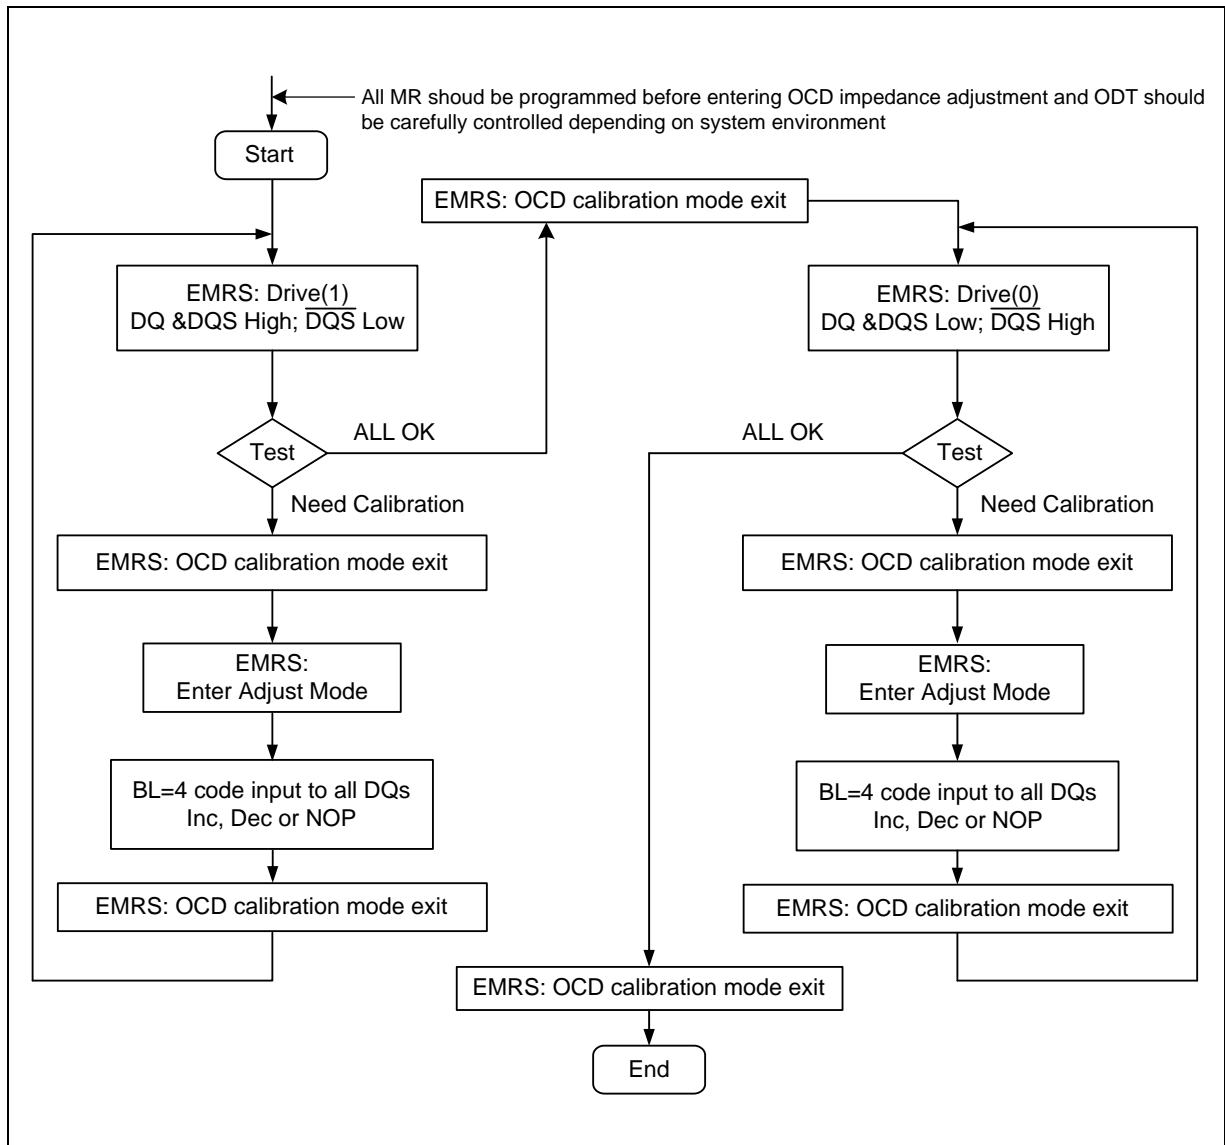 All MR shoud be programmed before entering OCD impedance adjustment and ODT should
be carefully controlled depending on system environment
Start
EMRS: OCD calibration mode exit
EMRS: Drive(1)
DQ &DQS High; D̅Q̅S̅ Low
Test
ALL OK
Need Calibration
EMRS: OCD calibration mode exit
EMRS:
Enter Adjust Mode
BL=4 code input to all DQs
Inc, Dec or NOP
EMRS: OCD calibration mode exit
EMRS: Drive(0)
DQ &DQS Low; D̅Q̅S̅ High
Test
ALL OK
Need Calibration
EMRS: OCD calibration mode exit
EMRS:
Enter Adjust Mode
BL=4 code input to all DQs
Inc, Dec or NOP
EMRS: OCD calibration mode exit
EMRS: OCD calibration mode exit
End